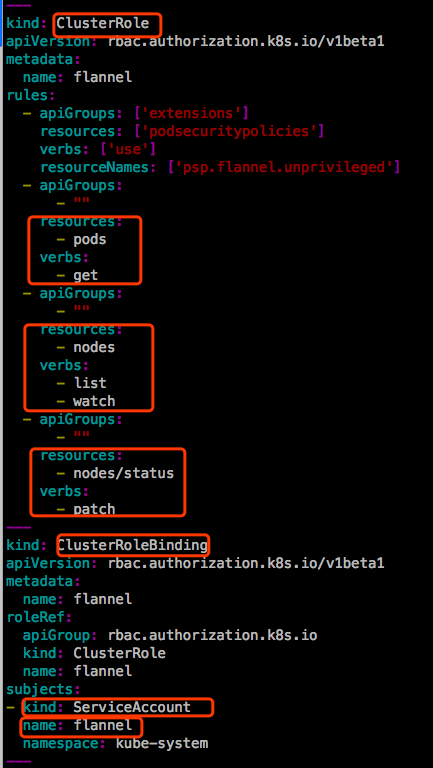 ---
kind: ClusterRole
apiVersion: rbac.authorization.k8s.io/v1beta1
metadata:
  name: flannel
rules:
  - apiGroups: ['extensions']
    resources: ['podsecuritypolicies']
    verbs: ['use']
    resourceNames: ['psp.flannel.unprivileged']
  - apiGroups:
      - ""
    resources:
      - pods
    verbs:
      - get
  - apiGroups:
      - ""
    resources:
      - nodes
    verbs:
      - list
      - watch
  - apiGroups:
      - ""
    resources:
      - nodes/status
    verbs:
      - patch
---
kind: ClusterRoleBinding
apiVersion: rbac.authorization.k8s.io/v1beta1
metadata:
  name: flannel
roleRef:
  apiGroup: rbac.authorization.k8s.io
  kind: ClusterRole
  name: flannel
subjects:
- kind: ServiceAccount
  name: flannel
  namespace: kube-system
---